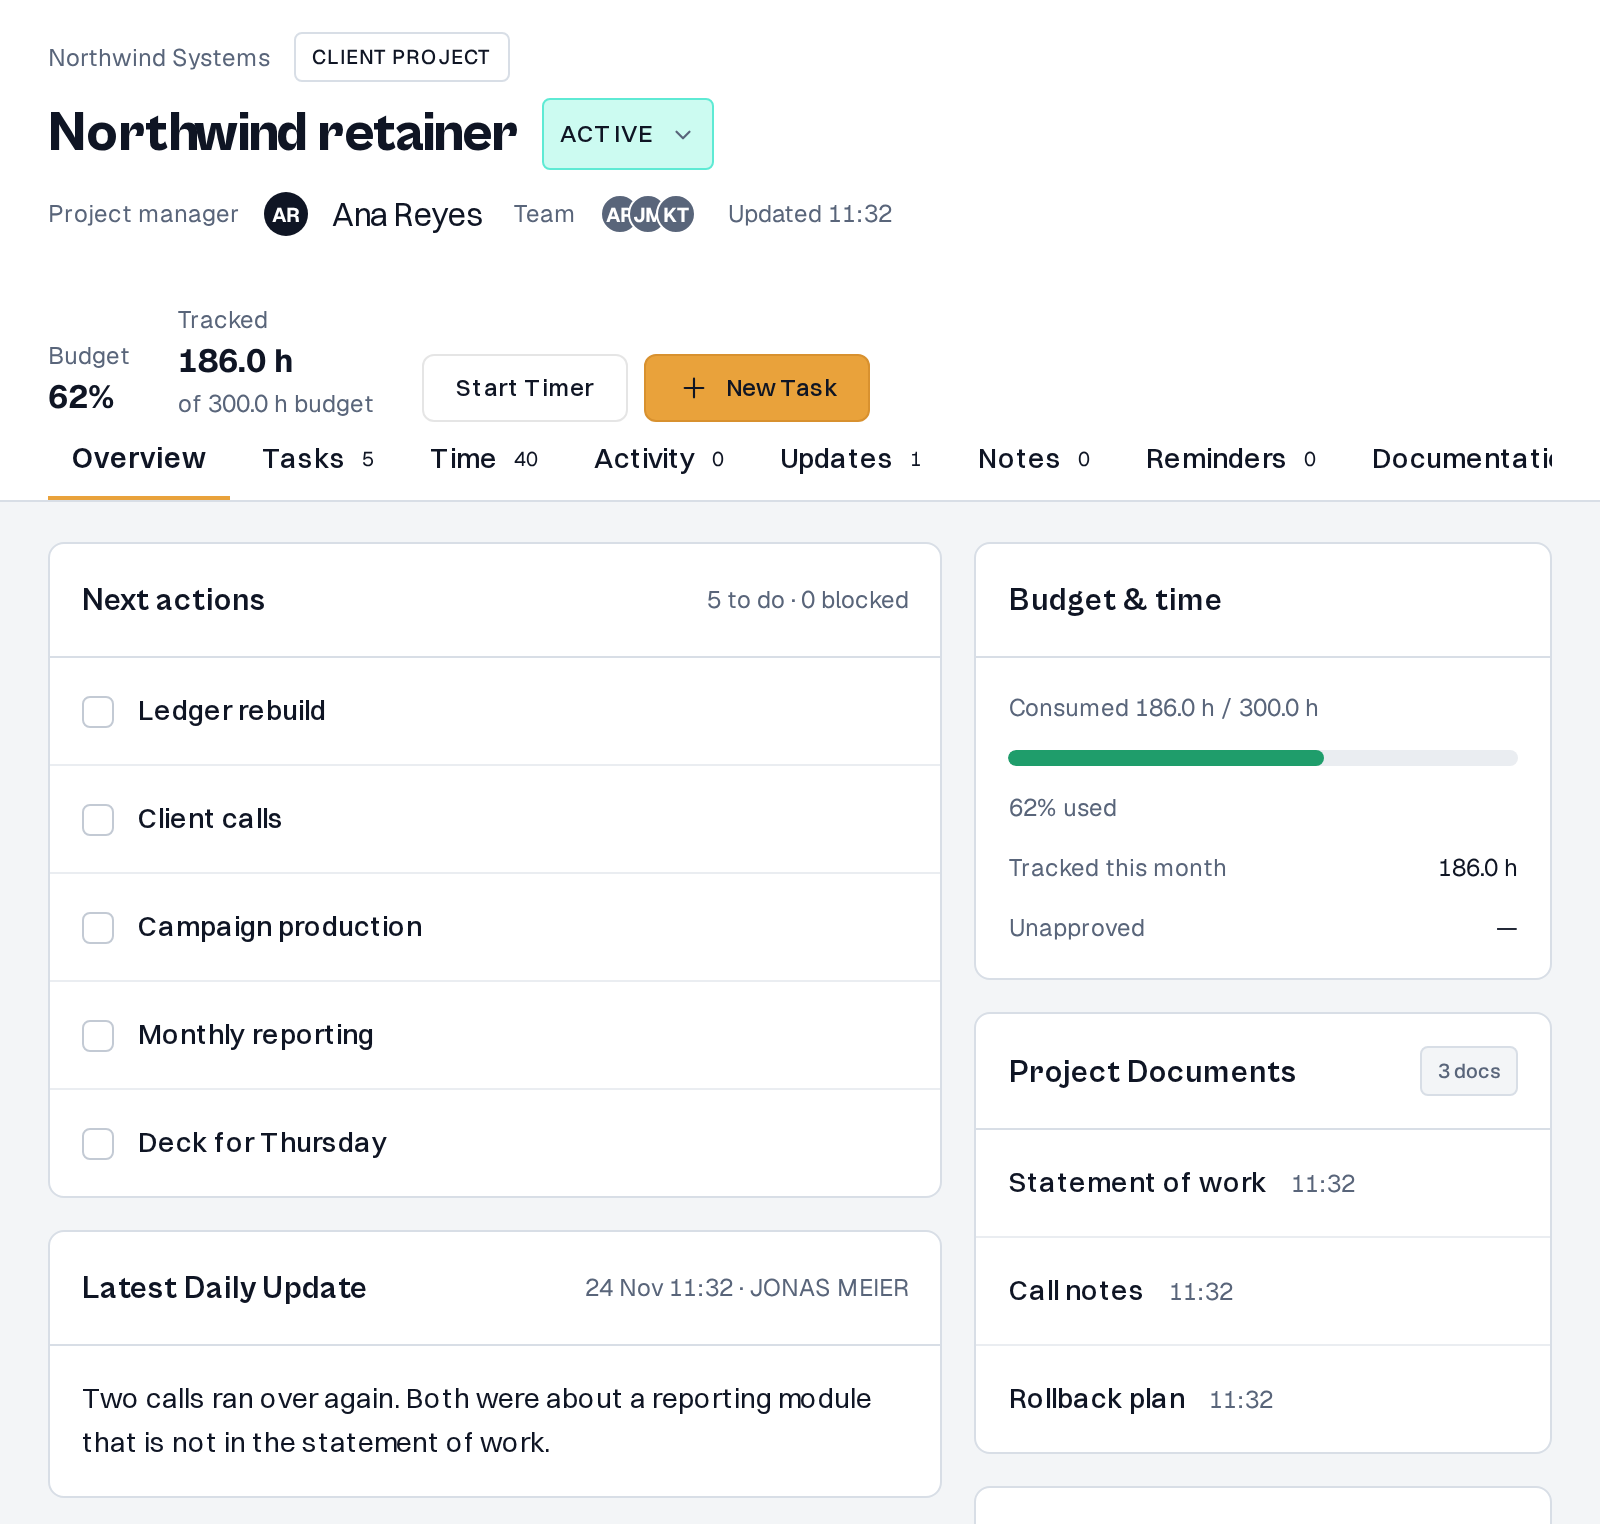 Northwind Systems CLIENT PROJECT
Northwind retainer ACTIVE
Project manager AR Ana Reyes Team AR JM KT Updated 11:32
Budget
62%
Tracked
186.0 h
of 300.0 h budget
Start Timer
New Task
Overview Tasks 5 Time 40 Activity 0 Updates 1 Notes 0 Reminders 0 Documentatio
Next actions 5 to do · 0 blocked
Ledger rebuild
Client calls
Campaign production
Monthly reporting
Deck for Thursday
Latest Daily Update 24 Nov 11:32 · JONAS MEIER
Two calls ran over again. Both were about a reporting module
that is not in the statement of work.
Budget & time
Consumed 186.0 h / 300.0 h
62% used
Tracked this month 186.0 h
Unapproved —
Project Documents 3 docs
Statement of work 11:32
Call notes 11:32
Rollback plan 11:32